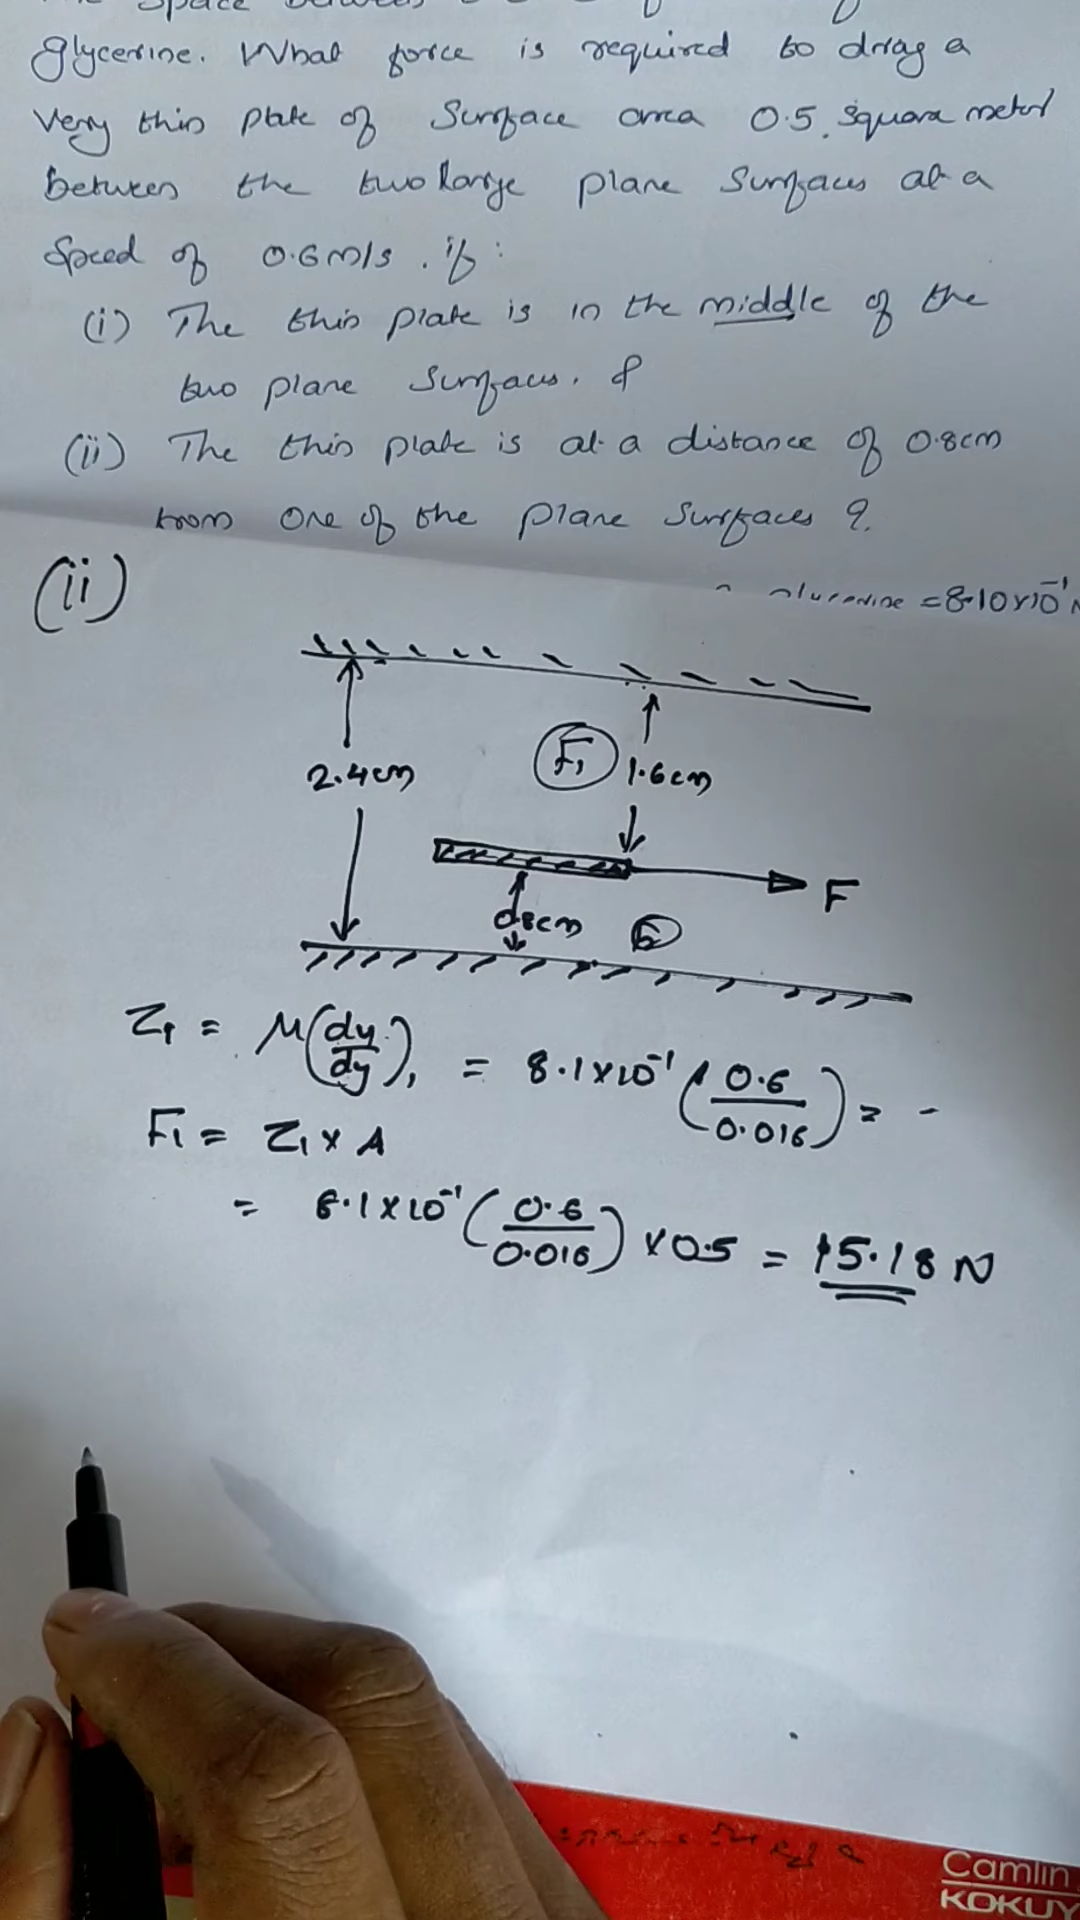 glycerine. What force is required to drag a
very thin plate of Surface area 0.5 square meter
between the two large plane surfaces at a
Speed of 0.6 m/s . if :
(i) The thin plate is in the middle of the
two plane surfaces. &
(ii) The thin plate is at a distance of 0.8cm
from one of the plane surfaces ?
(ii)
= 8.10 x 10⁻¹ N
2.4cm
F₁ 1.6cm
F
0.8cm
τ₁ = μ(du/dy)₁ = 8.1 x 10⁻¹ (0.6/0.016) = -
F₁ = τ₁ x A
= 8.1 x 10⁻¹ (0.6/0.016) x 0.5 = 15.18 N
Camlin
KOKUY